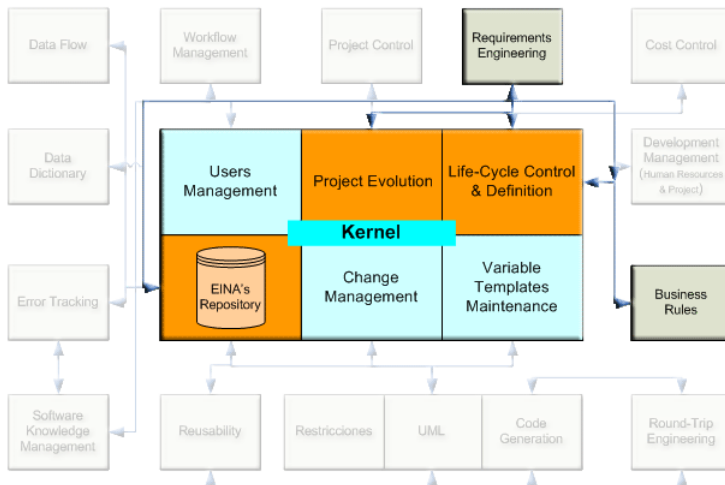 Data Flow
Workflow
Management
Project Control
Requirements
Engineering
Cost Control
Data
Dictionary
Users
Management
Project Evolution
Life-Cycle Control
& Definition
Development
Management
(Human Resources
& Project)
Kernel
Error Tracking
EINA's
Repository
Change
Management
Variable
Templates
Maintenance
Business
Rules
Software
Knowledge
Management
Reusability
Restricciones
UML
Code
Generation
Round-Trip
Engineering